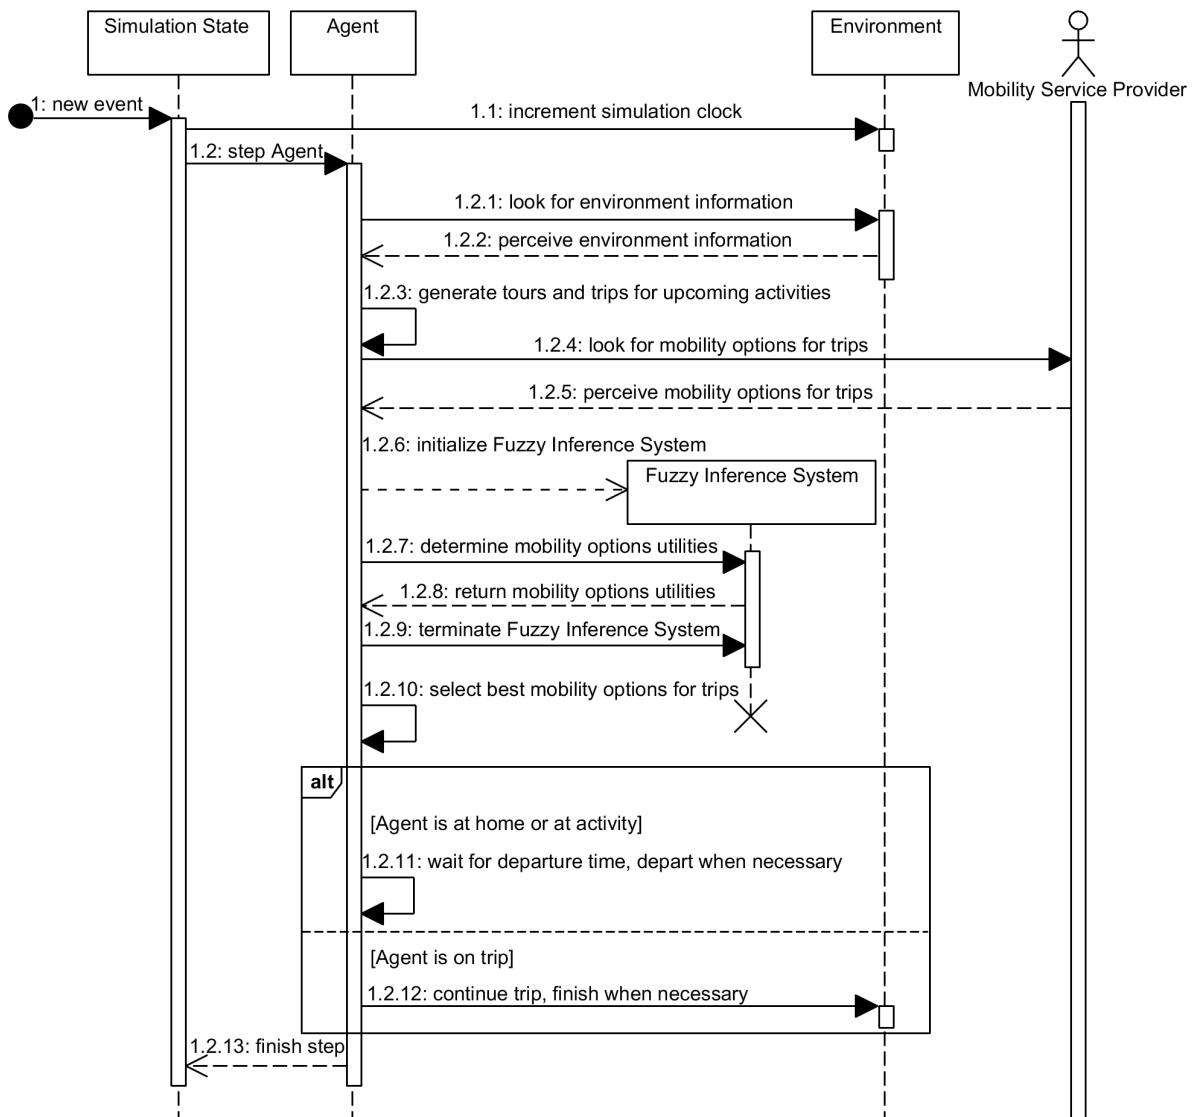 Simulation State
Agent
Environment
Mobility Service Provider
1: new event
1.1: increment simulation clock
1.2: step Agent
1.2.1: look for environment information
1.2.2: perceive environment information
1.2.3: generate tours and trips for upcoming activities
1.2.4: look for mobility options for trips
1.2.5: perceive mobility options for trips
1.2.6: initialize Fuzzy Inference System
Fuzzy Inference System
1.2.7: determine mobility options utilities
1.2.8: return mobility options utilities
1.2.9: terminate Fuzzy Inference System
1.2.10: select best mobility options for trips
alt
[Agent is at home or at activity]
1.2.11: wait for departure time, depart when necessary
[Agent is on trip]
1.2.12: continue trip, finish when necessary
1.2.13: finish step